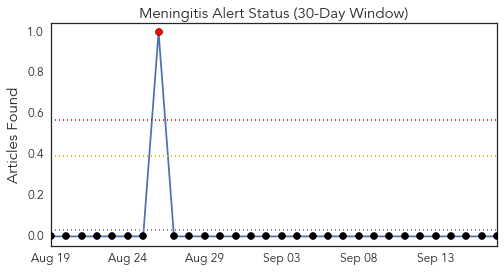 Meningitis Alert Status (30-Day Window)
Articles Found
1.0
0.8
0.6
0.4
0.2
0.0
Aug 19 Aug 24 Aug 29 Sep 03 Sep 08 Sep 13